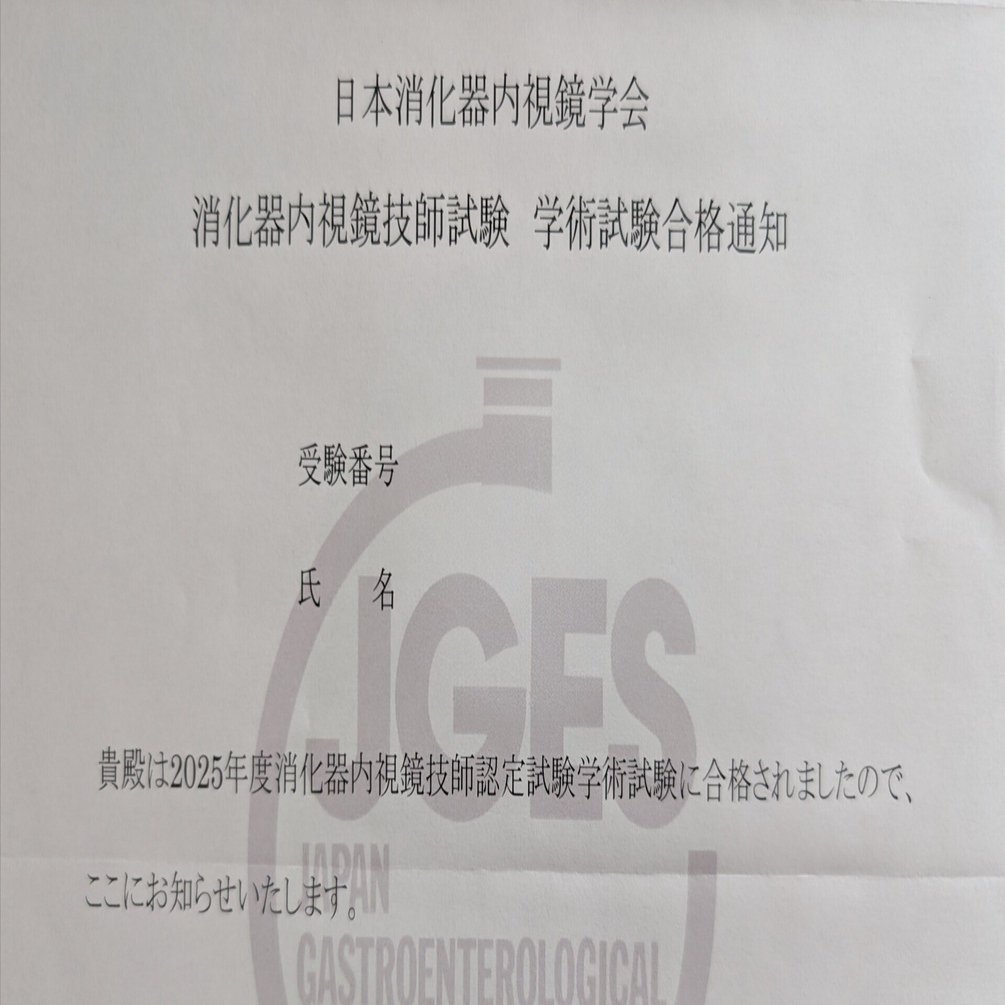 日本消化器内視鏡学会
消化器内視鏡技師試験 学術試験合格通知
受験番号
氏 名
JGES
貴殿は2025年度消化器内視鏡技師認定試験学術試験に合格されましたので、
JAPAN
ここにお知らせいたします。
GASTROENTEROLOGICAL